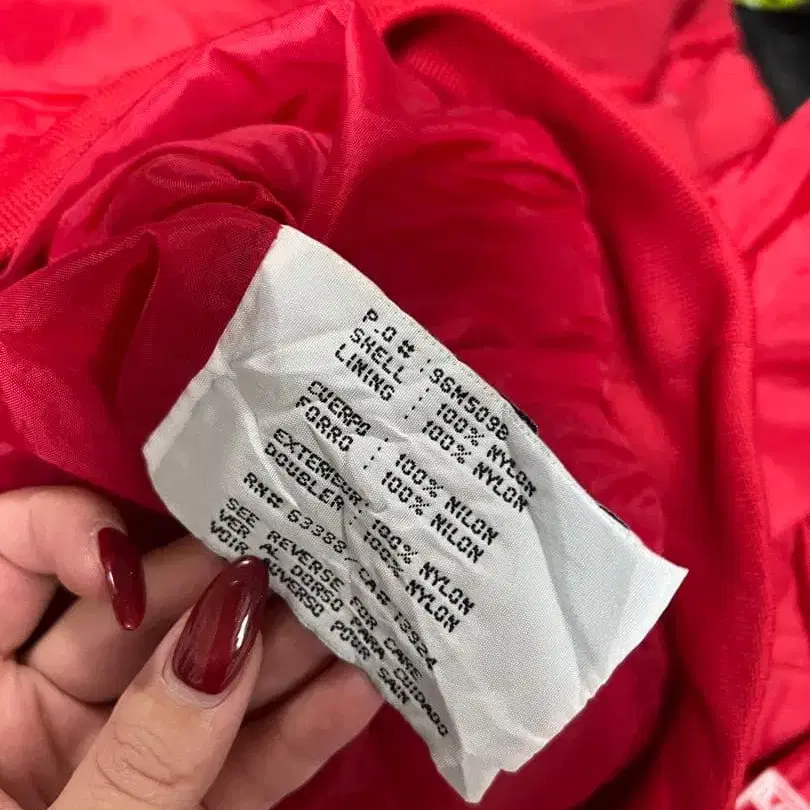 P.O # : 96M5098
SHELL : 100% NYLON
LINING : 100% NYLON
CUERPO : 100% NILON
FORRO : 100% NILON
EXTERIEUR : 100% NYLON
DOUBLER : 100% NYLON
RN# 63388 / CA# 13924
SEE REVERSE FOR CARE
VER AL DORSO PARA CUIDADO
VOIR AU VERSO POUR SAIN